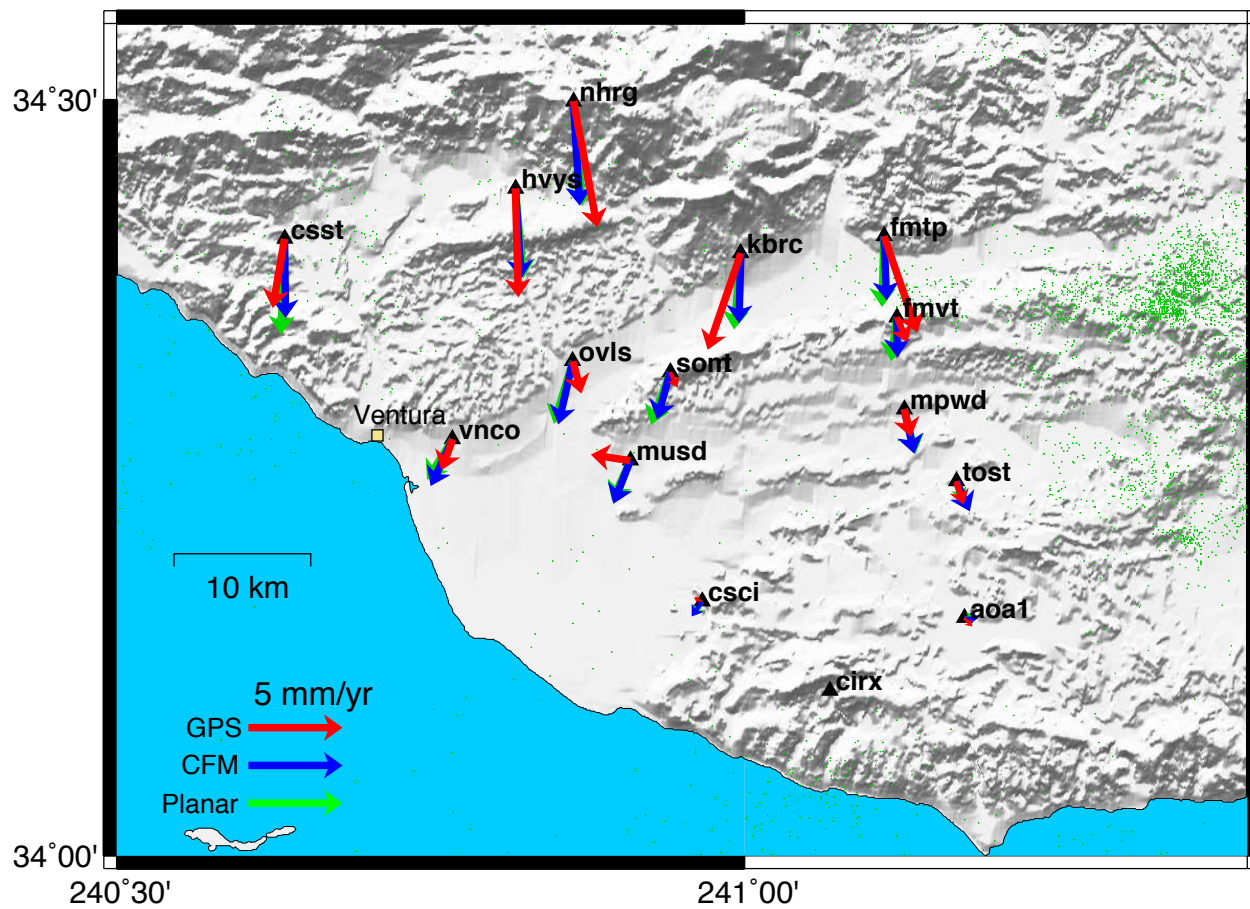 34°30'
nhrg
hvys
csst
kbrc
fmtp
fmvt
ovls
sont
mpwd
Ventura
vnco
musd
tost
10 km
csci
aoa1
cirx
5 mm/yr
GPS
CFM
Planar
34°00'
240°30'
241°00'